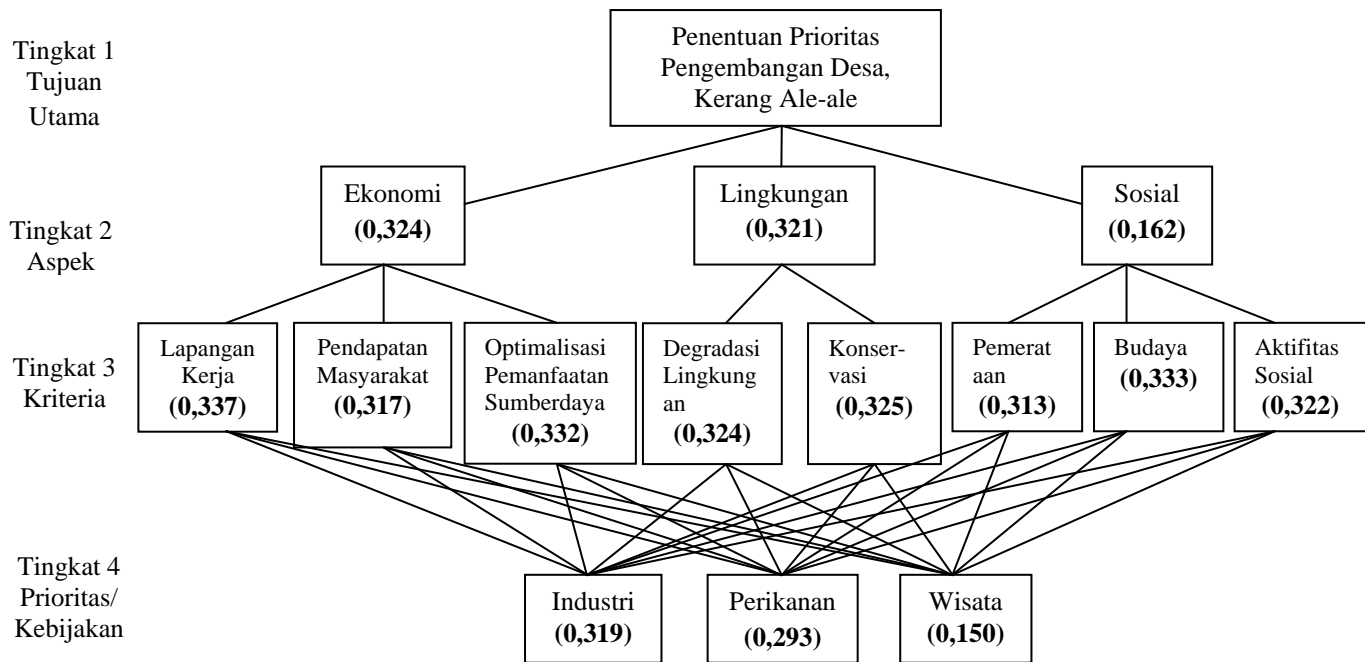 Tingkat 1
Tujuan
Utama
Penentuan Prioritas
Pengembangan Desa,
Kerang Ale-ale
Tingkat 2
Aspek
Ekonomi
(0,324)
Lingkungan
(0,321)
Sosial
(0,162)
Tingkat 3
Kriteria
Lapangan
Kerja
(0,337)
Pendapatan
Masyarakat
(0,317)
Optimalisasi
Pemanfaatan
Sumberdaya
(0,332)
Degradasi
Lingkung
an
(0,324)
Konser-
vasi
(0,325)
Pemerat
aan
(0,313)
Budaya
(0,333)
Aktifitas
Sosial
(0,322)
Tingkat 4
Prioritas/
Kebijakan
Industri
(0,319)
Perikanan
(0,293)
Wisata
(0,150)